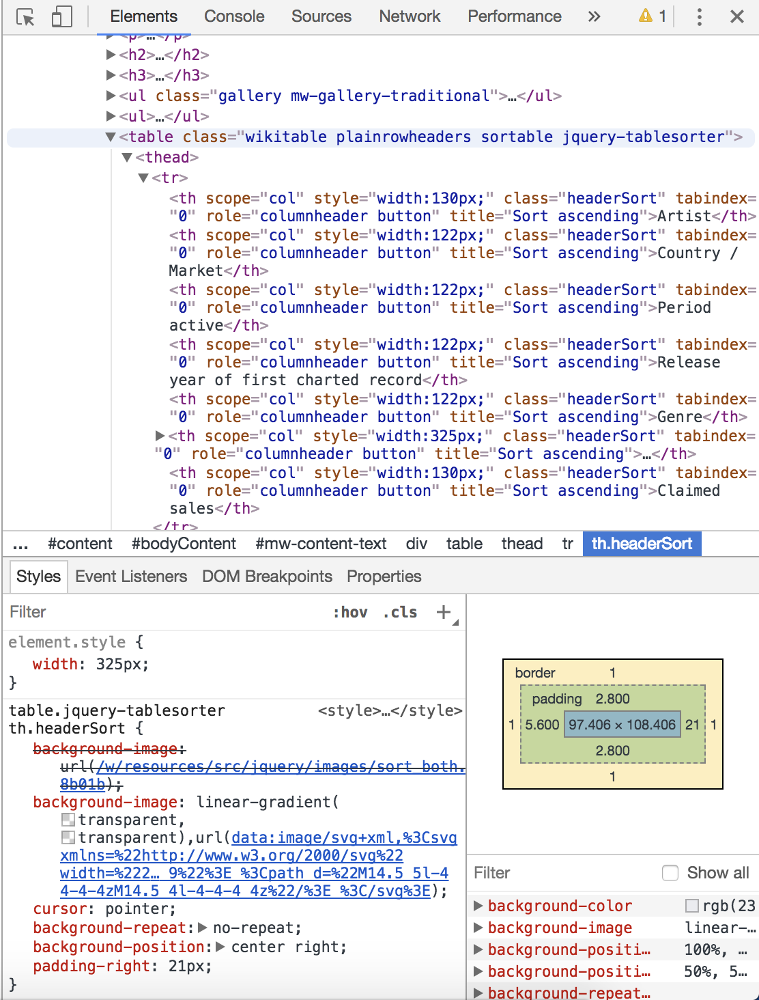 Elements Console Sources Network Performance » 1
<p>…</p>
<h2>…</h2>
<h3>…</h3>
<ul class="gallery mw-gallery-traditional">…</ul>
<ul>…</ul>
<table class="wikitable plainrowheaders sortable jquery-tablesorter">
<thead>
<tr>
<th scope="col" style="width:130px;" class="headerSort" tabindex=
"0" role="columnheader button" title="Sort ascending">Artist</th>
<th scope="col" style="width:122px;" class="headerSort" tabindex=
"0" role="columnheader button" title="Sort ascending">Country /
Market</th>
<th scope="col" style="width:122px;" class="headerSort" tabindex=
"0" role="columnheader button" title="Sort ascending">Period
active</th>
<th scope="col" style="width:122px;" class="headerSort" tabindex=
"0" role="columnheader button" title="Sort ascending">Release
year of first charted record</th>
<th scope="col" style="width:122px;" class="headerSort" tabindex=
"0" role="columnheader button" title="Sort ascending">Genre</th>
<th scope="col" style="width:325px;" class="headerSort" tabindex=
"0" role="columnheader button" title="Sort ascending">…</th>
<th scope="col" style="width:130px;" class="headerSort" tabindex=
"0" role="columnheader button" title="Sort ascending">Claimed
sales</th>
</tr>
... #content #bodyContent #mw-content-text div table thead tr th.headerSort
Styles Event Listeners DOM Breakpoints Properties
Filter :hov .cls +
element.style {
width: 325px;
}
table.jquery-tablesorter <style>…</style>
th.headerSort {
background-image:
url(/w/resources/src/jquery/images/sort_both.
8b01b);
background-image: linear-gradient(
transparent,
transparent),url(data:image/svg+xml,%3Csvg
xmlns=%22http://www.w3.org/2000/svg%22
width=%222… 9%22%3E %3Cpath d=%22M14.5 5l-4
4-4-4zM14.5 4l-4-4-4 4z%22/%3E %3C/svg%3E);
cursor: pointer;
background-repeat: no-repeat;
background-position: center right;
padding-right: 21px;
}
border 1
padding 2.800
1 5.600 97.406 × 108.406 21 1
2.800
1
Filter Show all
background-color rgb(23
background-image linear-…
background-positi… 100%, …
background-positi… 50%, 5…
background-repeat…